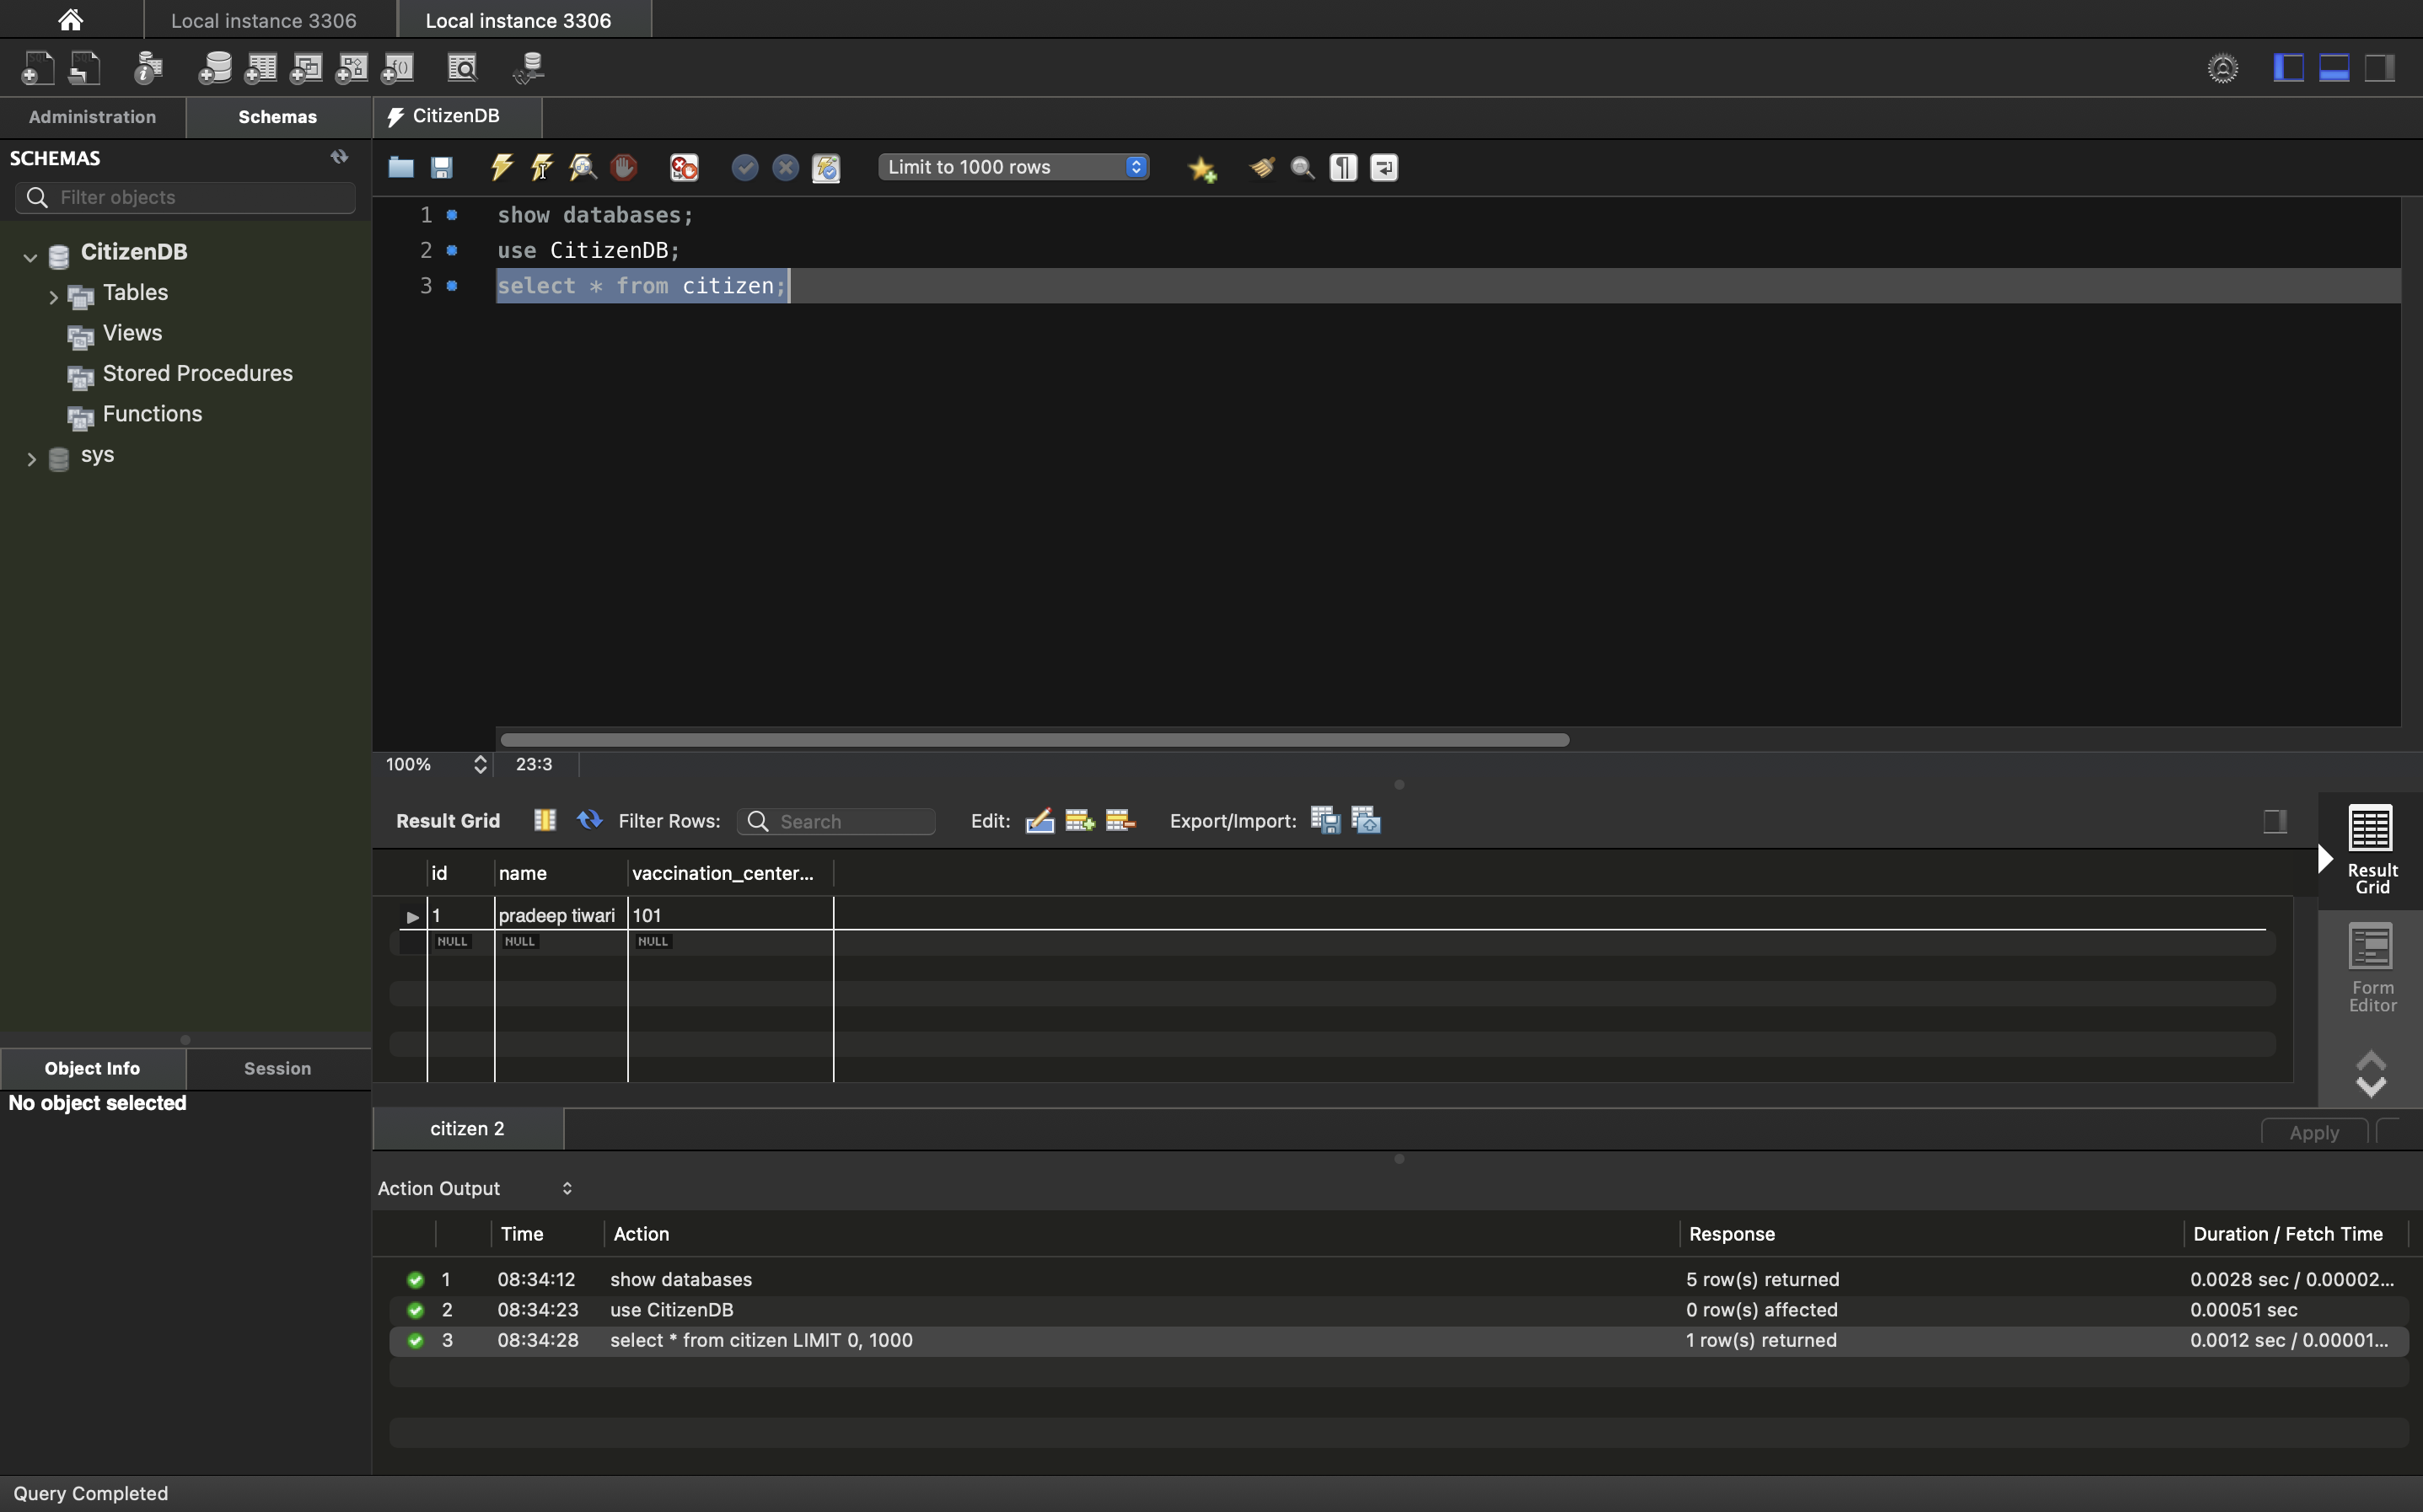 Local instance 3306
Local instance 3306
Administration
Schemas
CitizenDB
SCHEMAS
Filter objects
Limit to 1000 rows
CitizenDB
Tables
Views
Stored Procedures
Functions
sys
1 show databases;
2 use CitizenDB;
3 select * from citizen;
100%
23:3
Result Grid
Filter Rows:
Search
Edit:
Export/Import:
Result
Grid
Form
Editor
id name vaccination_center...
1 pradeep tiwari 101
NULL NULL NULL
Object Info
Session
No object selected
citizen 2
Apply
Action Output
Time Action Response Duration / Fetch Time
1 08:34:12 show databases 5 row(s) returned 0.0028 sec / 0.00002...
2 08:34:23 use CitizenDB 0 row(s) affected 0.00051 sec
3 08:34:28 select * from citizen LIMIT 0, 1000 1 row(s) returned 0.0012 sec / 0.00001...
Query Completed